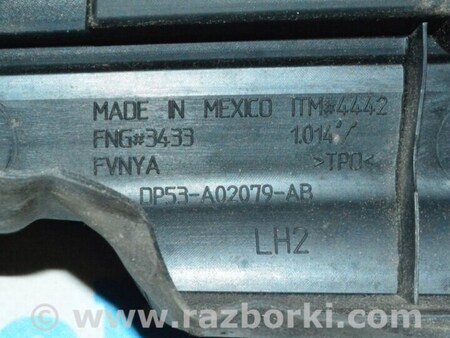 MADE IN MEXICO ITM#4442
FNG#3433 1.014"/
FVNYA >TPO<
DP53-A02079-AB
LH2
www.razborki.com